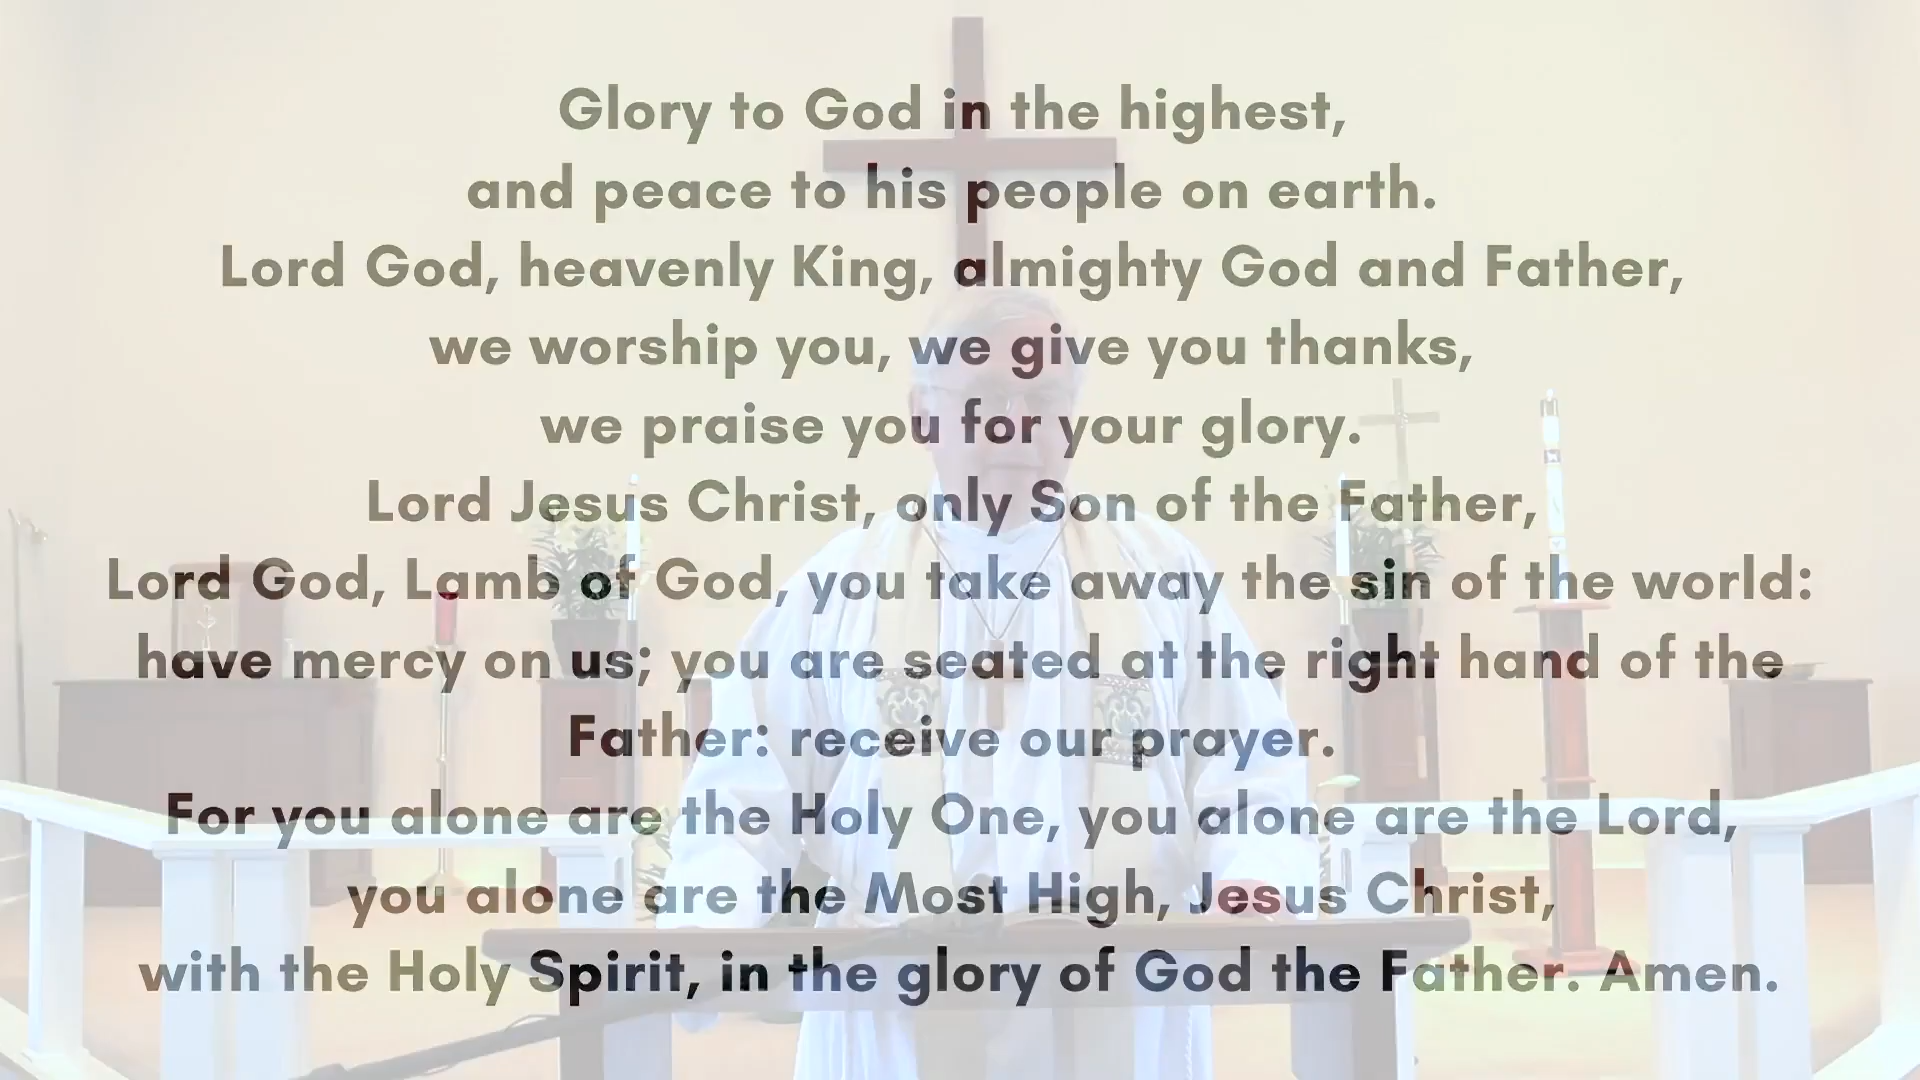 Glory to God in the highest,
and peace to his people on earth.
Lord God, heavenly King, almighty God and Father,
we worship you, we give you thanks,
we praise you for your glory.
Lord Jesus Christ, only Son of the Father,
Lord God, Lamb of God, you take away the sin of the world:
have mercy on us; you are seated at the right hand of the
Father: receive our prayer.
For you alone are the Holy One, you alone are the Lord,
you alone are the Most High, Jesus Christ,
with the Holy Spirit, in the glory of God the Father. Amen.